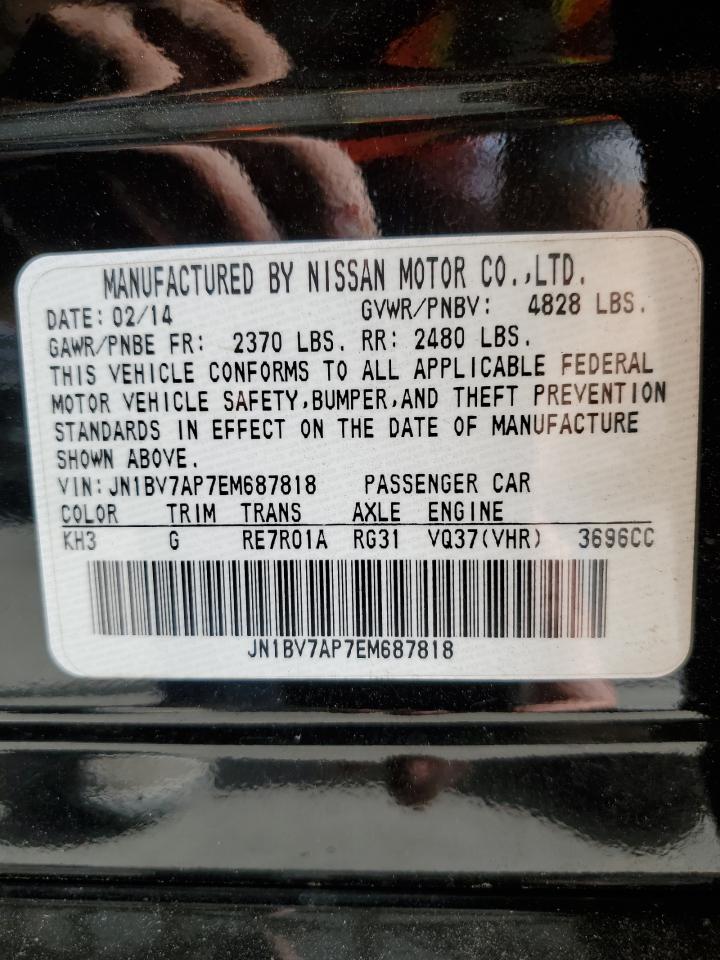 MANUFACTURED BY NISSAN MOTOR CO.,LTD.
DATE: 02/14 GVWR/PNBV: 4828 LBS.
GAWR/PNBE FR: 2370 LBS. RR: 2480 LBS.
THIS VEHICLE CONFORMS TO ALL APPLICABLE FEDERAL
MOTOR VEHICLE SAFETY,BUMPER,AND THEFT PREVENTION
STANDARDS IN EFFECT ON THE DATE OF MANUFACTURE
SHOWN ABOVE.
VIN: JN1BV7AP7EM687818 PASSENGER CAR
COLOR TRIM TRANS AXLE ENGINE
KH3 G RE7R01A RG31 VQ37(VHR) 3696CC
JN1BV7AP7EM687818